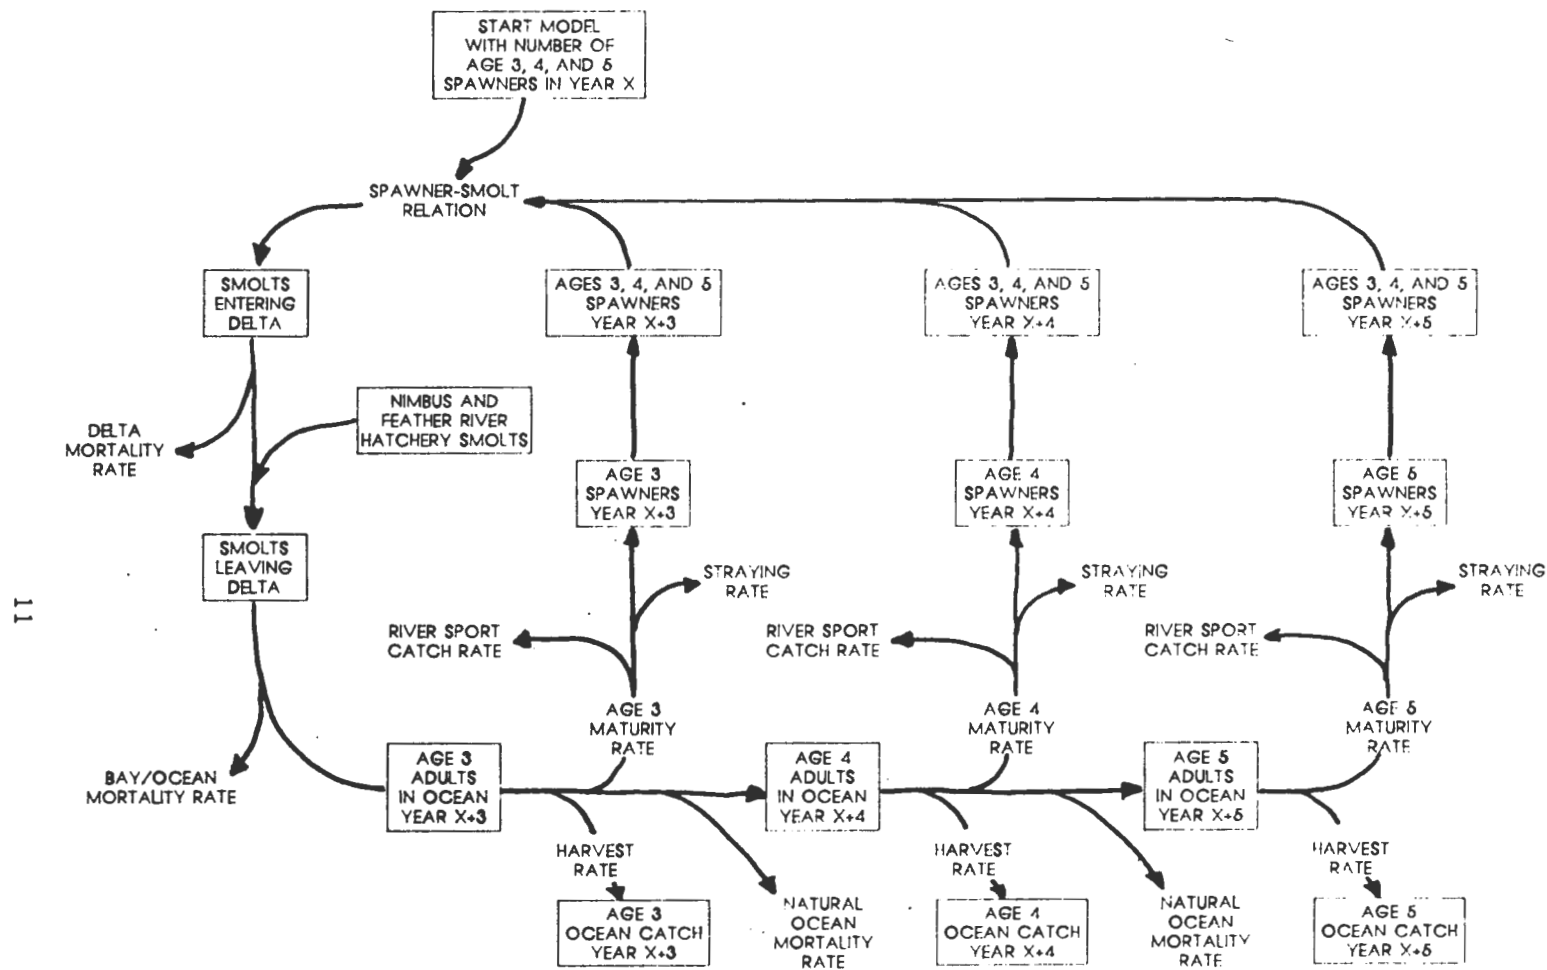 START MODEL
WITH NUMBER OF
AGE 3, 4, AND 5
SPAWNERS IN YEAR X
SPAWNER-SMOLT
RELATION
SMOLTS
ENTERING
DELTA
AGES 3, 4, AND 5
SPAWNERS
YEAR X+3
AGES 3, 4, AND 5
SPAWNERS
YEAR X+4
AGES 3, 4, AND 5
SPAWNERS
YEAR X+5
NIMBUS AND
FEATHER RIVER
HATCHERY SMOLTS
DELTA
MORTALITY
RATE
AGE 3
SPAWNERS
YEAR X+3
AGE 4
SPAWNERS
YEAR X+4
AGE 5
SPAWNERS
YEAR X+5
SMOLTS
LEAVING
DELTA
STRAYING
RATE
STRAYING
RATE
STRAYING
RATE
11
RIVER SPORT
CATCH RATE
RIVER SPORT
CATCH RATE
RIVER SPORT
CATCH RATE
AGE 3
MATURITY
RATE
AGE 4
MATURITY
RATE
AGE 5
MATURITY
RATE
BAY/OCEAN
MORTALITY RATE
AGE 3
ADULTS
IN OCEAN
YEAR X+3
AGE 4
ADULTS
IN OCEAN
YEAR X+4
AGE 5
ADULTS
IN OCEAN
YEAR X+5
HARVEST
RATE
HARVEST
RATE
HARVEST
RATE
AGE 3
OCEAN CATCH
YEAR X+3
NATURAL
OCEAN
MORTALITY
RATE
AGE 4
OCEAN CATCH
YEAR X+4
NATURAL
OCEAN
MORTALITY
RATE
AGE 5
OCEAN CATCH
YEAR X+5